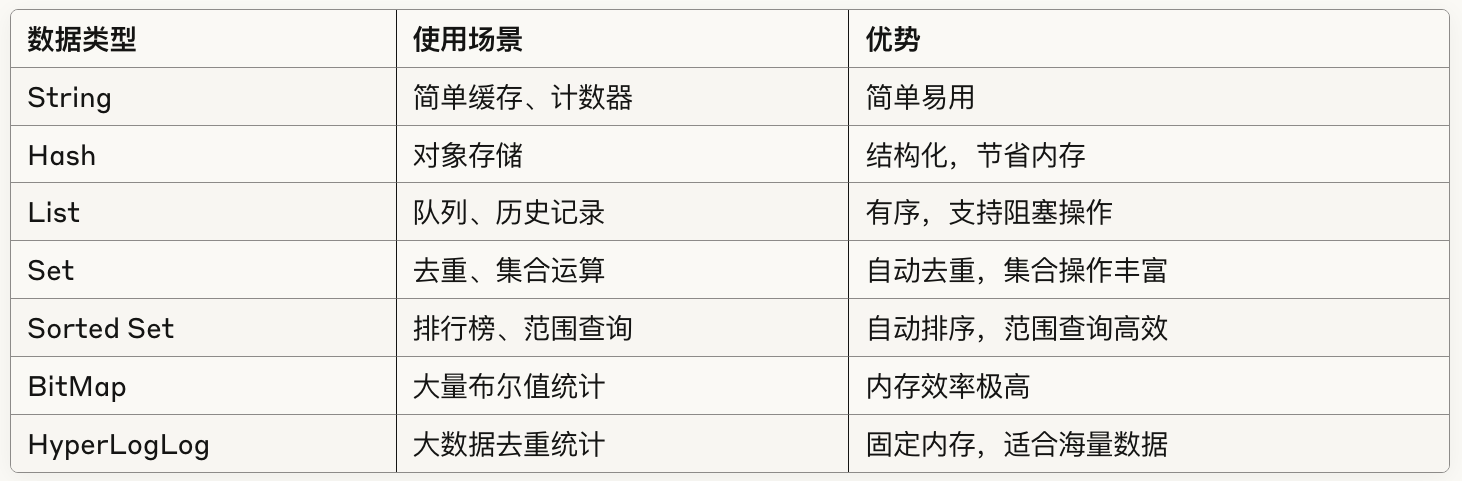 数据类型 使用场景 优势
String 简单缓存、计数器 简单易用
Hash 对象存储 结构化，节省内存
List 队列、历史记录 有序，支持阻塞操作
Set 去重、集合运算 自动去重，集合操作丰富
Sorted Set 排行榜、范围查询 自动排序，范围查询高效
BitMap 大量布尔值统计 内存效率极高
HyperLogLog 大数据去重统计 固定内存，适合海量数据